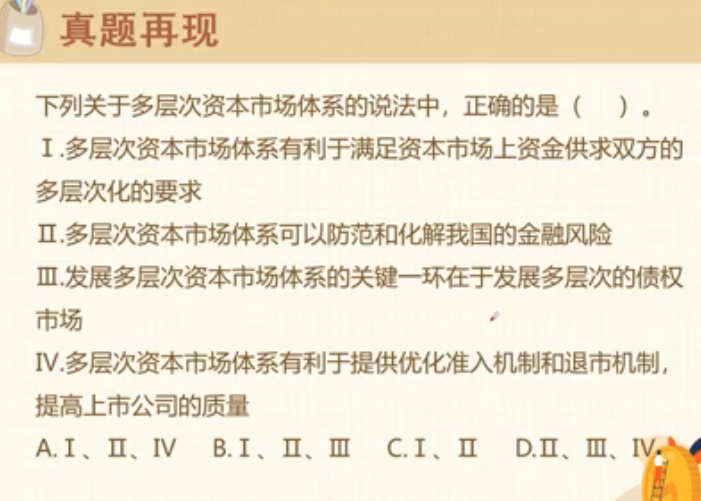 真题再现
下列关于多层次资本市场体系的说法中，正确的是（　）。
Ⅰ.多层次资本市场体系有利于满足资本市场上资金供求双方的
多层次化的要求
Ⅱ.多层次资本市场体系可以防范和化解我国的金融风险
Ⅲ.发展多层次资本市场体系的关键一环在于发展多层次的债权
市场
Ⅳ.多层次资本市场体系有利于提供优化准入机制和退市机制，
提高上市公司的质量
A.Ⅰ、Ⅱ、Ⅳ　B.Ⅰ、Ⅱ、Ⅲ　C.Ⅰ、Ⅱ　D.Ⅱ、Ⅲ、Ⅳ